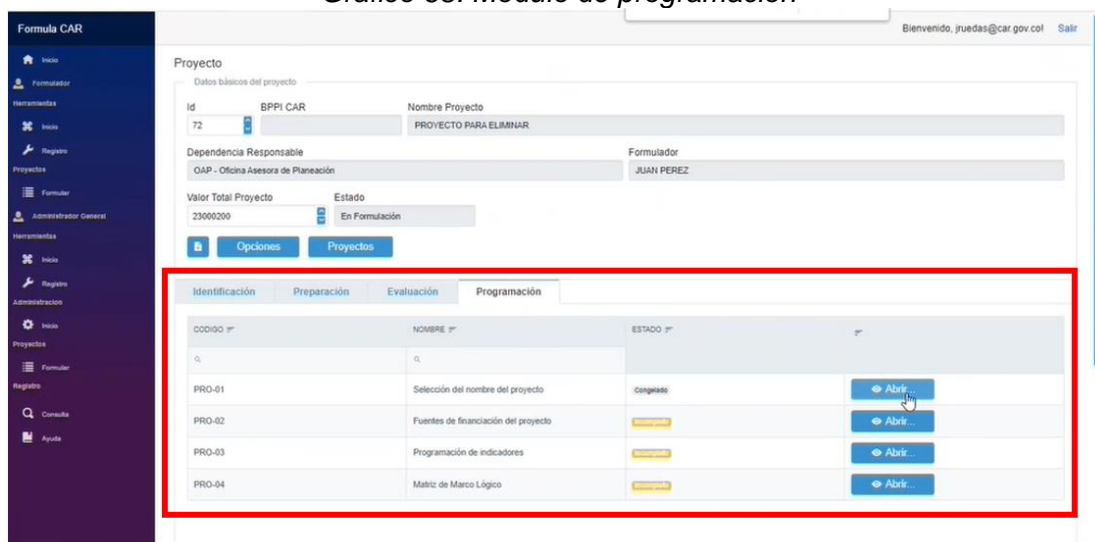 Formula CAR
Bienvenido, jruedas@car.gov.co! Salir
Inicio
Formulador
Herramientas
Inicio
Registro
Proyectos
Formular
Administrador General
Herramientas
Inicio
Registro
Administracion
Inicio
Proyectos
Formular
Registro
Consulta
Ayuda
Proyecto
Datos básicos del proyecto
Id BPPI CAR Nombre Proyecto
72 PROYECTO PARA ELIMINAR
Dependencia Responsable Formulador
OAP - Oficina Asesora de Planeación JUAN PEREZ
Valor Total Proyecto Estado
23000200 En Formulación
Opciones Proyectos
Identificación Preparación Evaluación Programación
CODIGO NOMBRE ESTADO
PRO-01 Selección del nombre del proyecto Congelado Abrir...
PRO-02 Fuentes de financiación del proyecto Abrir...
PRO-03 Programación de indicadores Abrir...
PRO-04 Matriz de Marco Lógico Abrir...